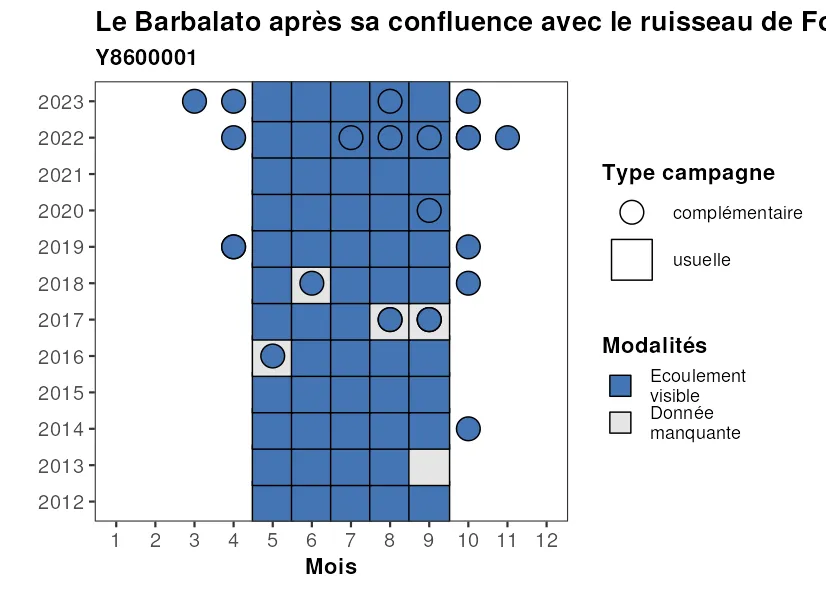 Le Barbalato après sa confluence avec le ruisseau de Fo
Y8600001
2023
2022
2021
2020
2019
2018
2017
2016
2015
2014
2013
2012
1 2 3 4 5 6 7 8 9 10 11 12
Mois
Type campagne
complémentaire
usuelle
Modalités
Ecoulement
visible
Donnée
manquante